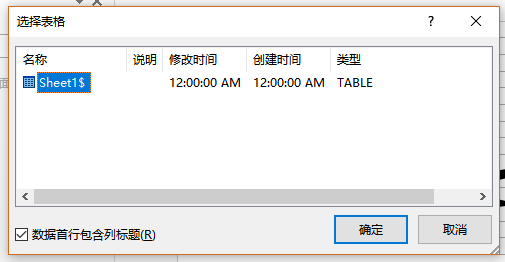 选择表格
名称 说明 修改时间 创建时间 类型
Sheet1$ 12:00:00 AM 12:00:00 AM TABLE
数据首行包含列标题(R)
确定 取消